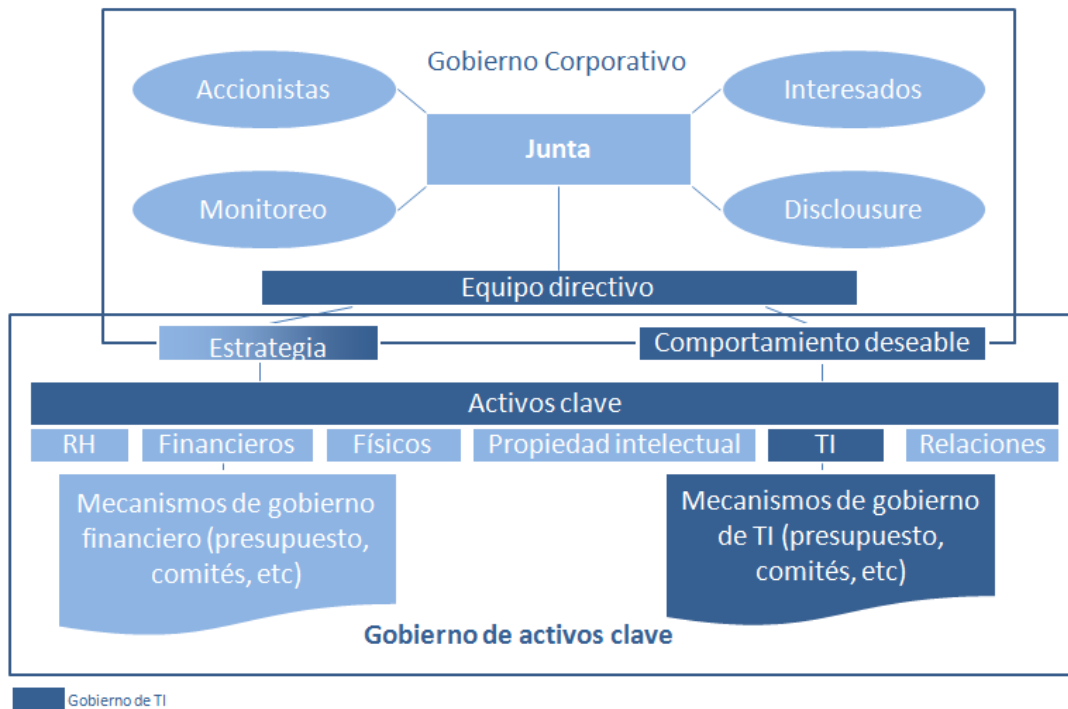 Gobierno Corporativo
Accionistas
Interesados
Junta
Monitoreo
Disclousure
Equipo directivo
Estrategia
Comportamiento deseable
Activos clave
RH
Financieros
Físicos
Propiedad intelectual
TI
Relaciones
Mecanismos de gobierno
financiero (presupuesto,
comités, etc)
Mecanismos de gobierno
de TI (presupuesto,
comités, etc)
Gobierno de activos clave
Gobierno de TI